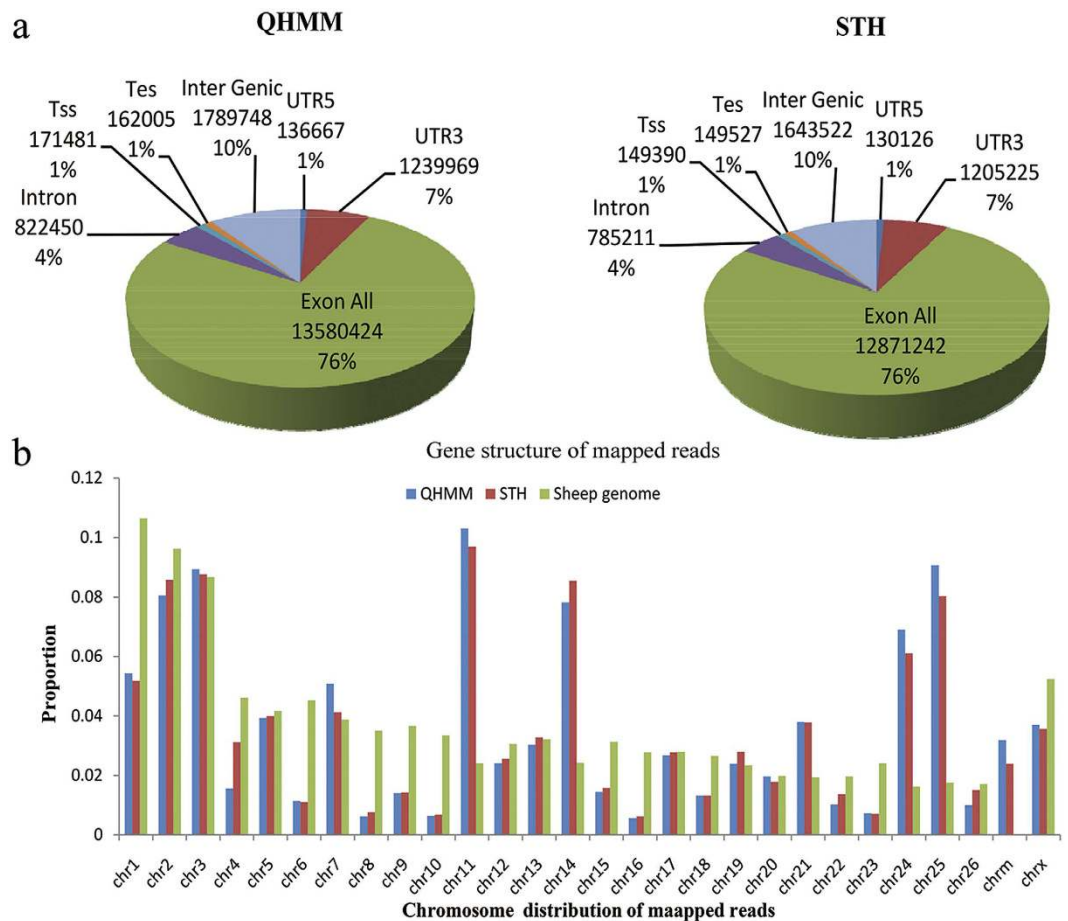 a
QHMM
STH
Tss
171481
1%
Tes
162005
1%
Inter Genic
1789748
10%
UTR5
136667
1%
UTR3
1239969
7%
Intron
822450
4%
Exon All
13580424
76%
Tss
149390
1%
Tes
149527
1%
Inter Genic
1643522
10%
UTR5
130126
1%
UTR3
1205225
7%
Intron
785211
4%
Exon All
12871242
76%
Gene structure of mapped reads
b
QHMM STH Sheep genome
0.12
0.1
0.08
0.06
0.04
0.02
0
Proportion
chr1 chr2 chr3 chr4 chr5 chr6 chr7 chr8 chr9 chr10 chr11 chr12 chr13 chr14 chr15 chr16 chr17 chr18 chr19 chr20 chr21 chr22 chr23 chr24 chr25 chr26 chrm chrx
Chromosome distribution of maapped reads